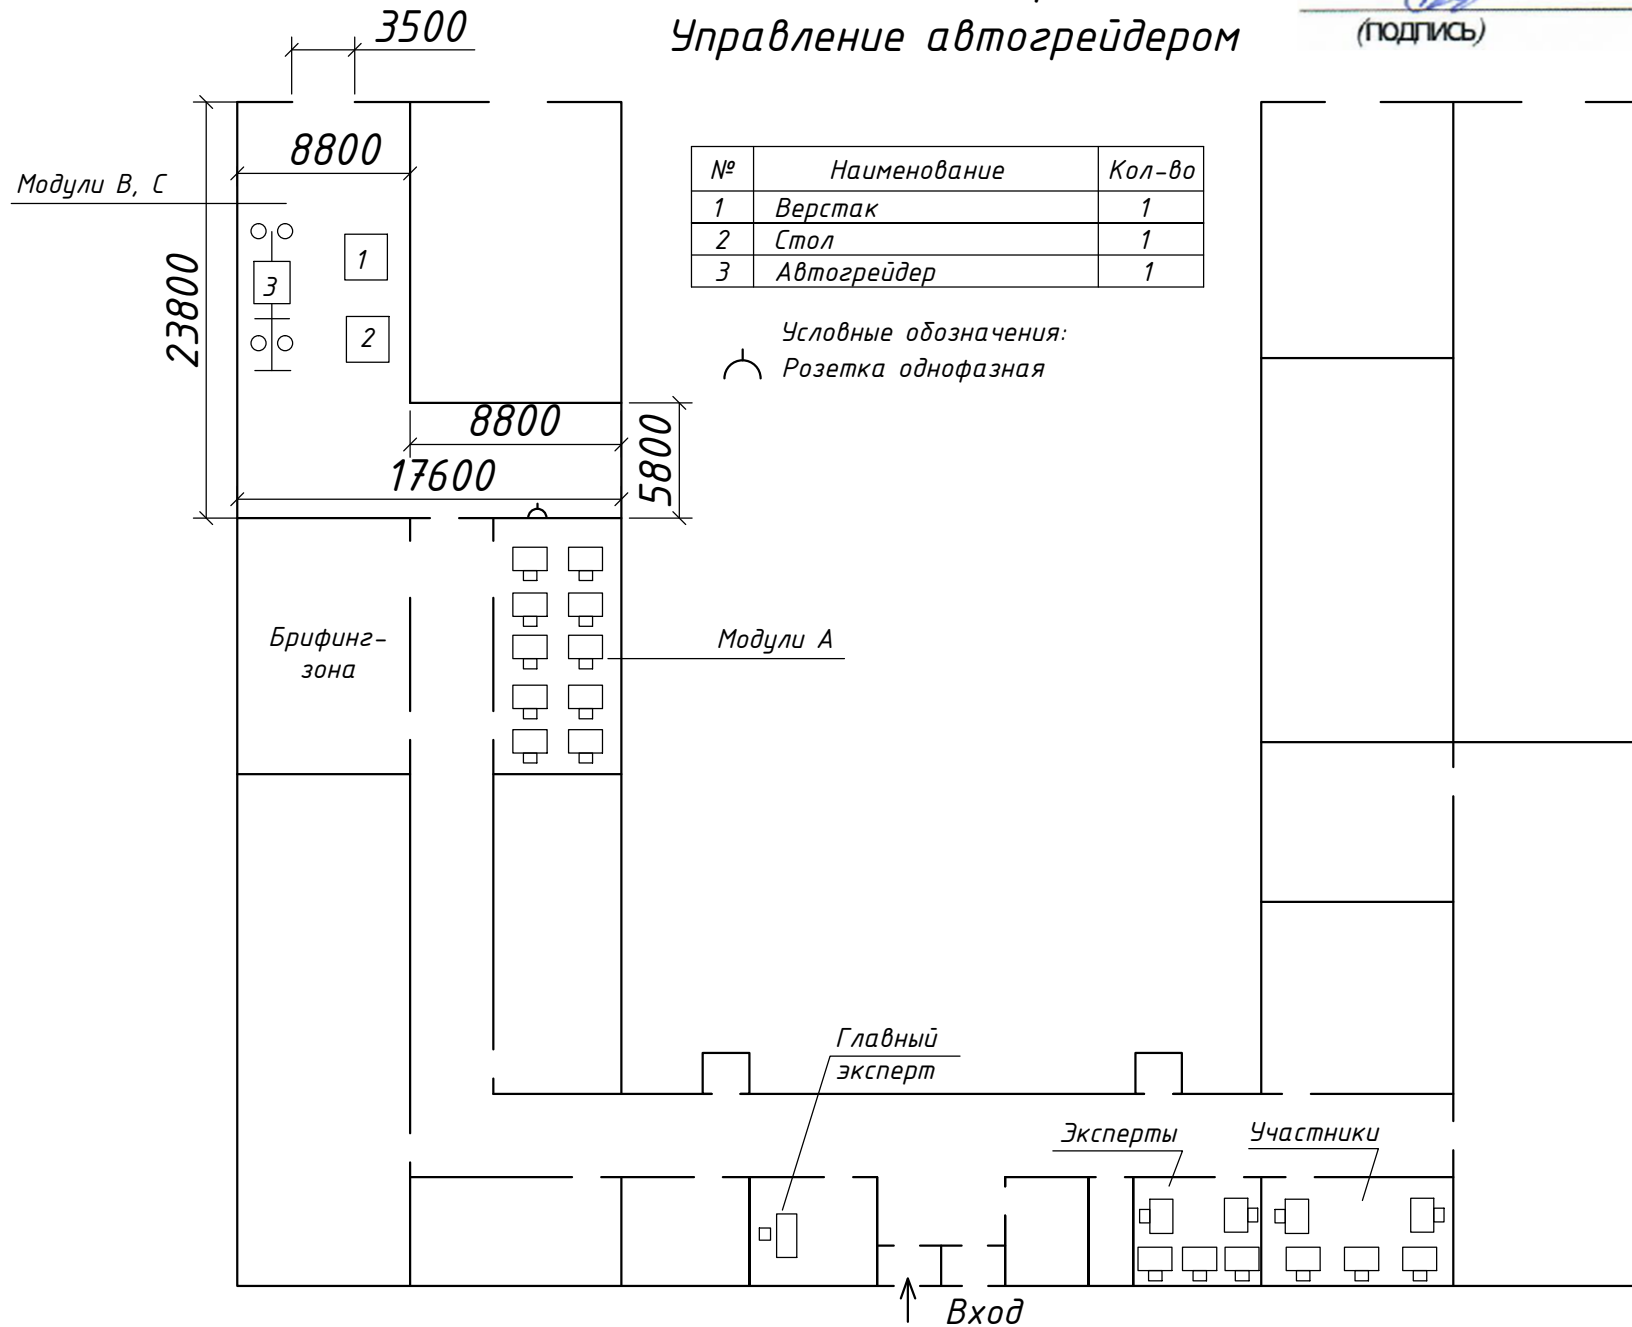 3500
Управление автогрейдером
(подпись)
8800
Модули В, С
№ Наименование Кол-во
1 Верстак 1
2 Стол 1
3 Автогрейдер 1
1
3
2
23800
Условные обозначения:
Розетка однофазная
8800
17600
5800
Брифинг-
зона
Модули А
Главный
эксперт
Эксперты
Участники
Вход